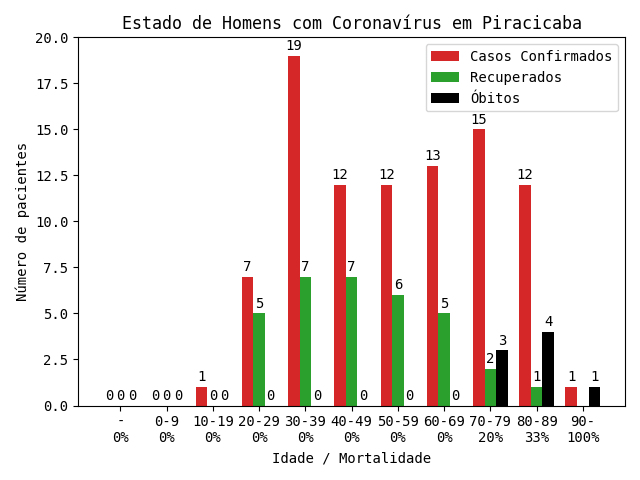 Estado de Homens com Coronavírus em Piracicaba
Casos Confirmados
Recuperados
Óbitos
Número de pacientes
20.0
17.5
15.0
12.5
10.0
7.5
5.0
2.5
0.0
0 0 0
0 0 0
1 0 0
7 5 0
19 7 0
12 7 0
12 6 0
13 5 0
15 2 3
12 1 4
1 1
- 0-9 10-19 20-29 30-39 40-49 50-59 60-69 70-79 80-89 90-
0% 0% 0% 0% 0% 0% 0% 0% 20% 33% 100%
Idade / Mortalidade